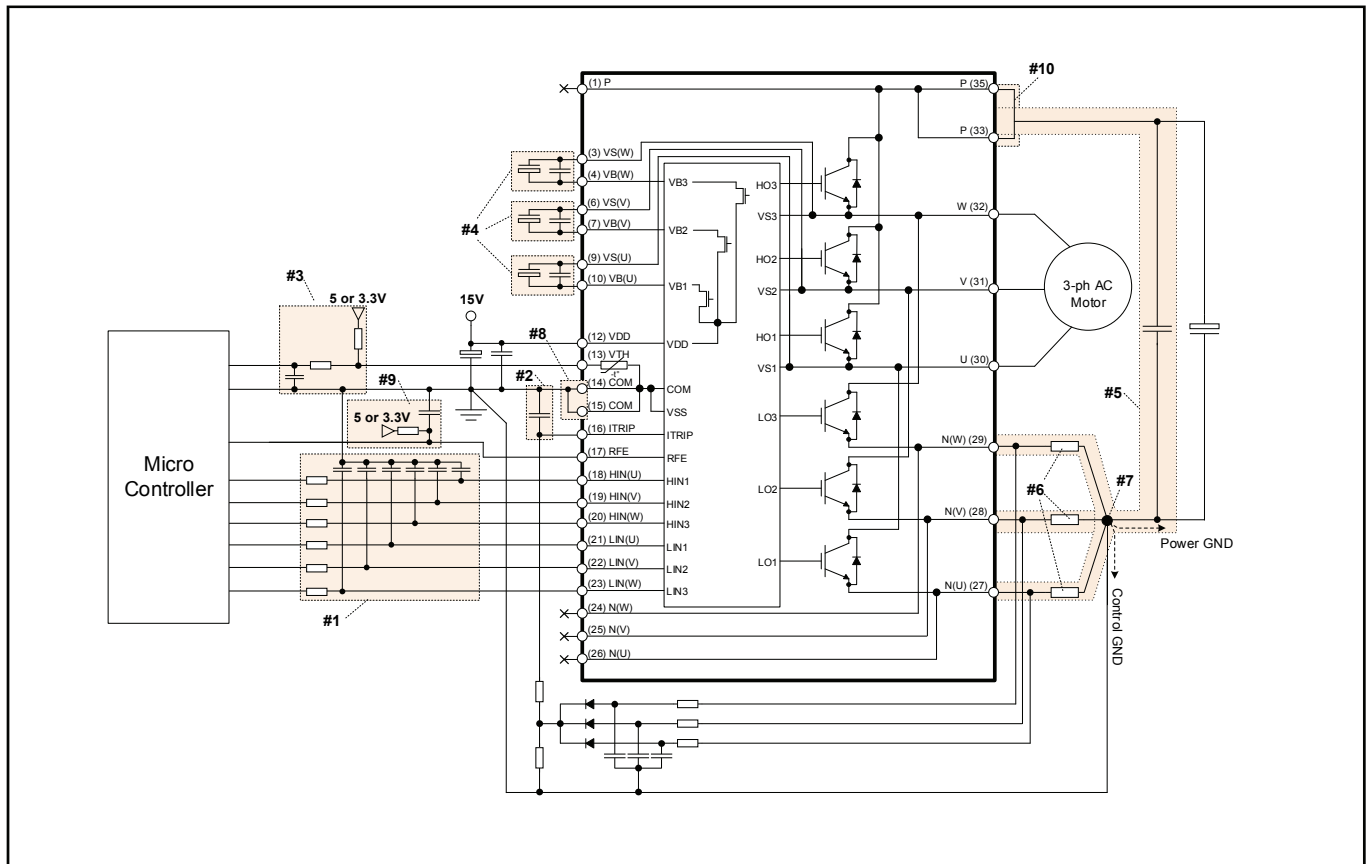 #10
(1) P
P (35)
P (33)
(3) VS(W)
(4) VB(W)
VB3
HO3
(6) VS(V)
W (32)
VS3
#4
(7) VB(V)
VB2
HO2
(9) VS(U)
(10) VB(U)
VB1
VS2
V (31)
3-ph AC
Motor
#3
5 or 3.3V
15V
HO1
#8
(12) VDD
VDD
(13) VTH
VS1
U (30)
#5
#2
(14) COM
COM
#9
(15) COM
VSS
LO3
5 or 3.3V
(16) ITRIP
ITRIP
N(W) (29)
(17) RFE
RFE
Micro
Controller
(18) HIN(U)
HIN1
LO2
#6
#7
(19) HIN(V)
HIN2
(20) HIN(W)
HIN3
N(V) (28)
Power GND
(21) LIN(U)
LIN1
(22) LIN(V)
LIN2
LO1
(23) LIN(W)
LIN3
N(U) (27)
Control GND
#1
(24) N(W)
(25) N(V)
(26) N(U)